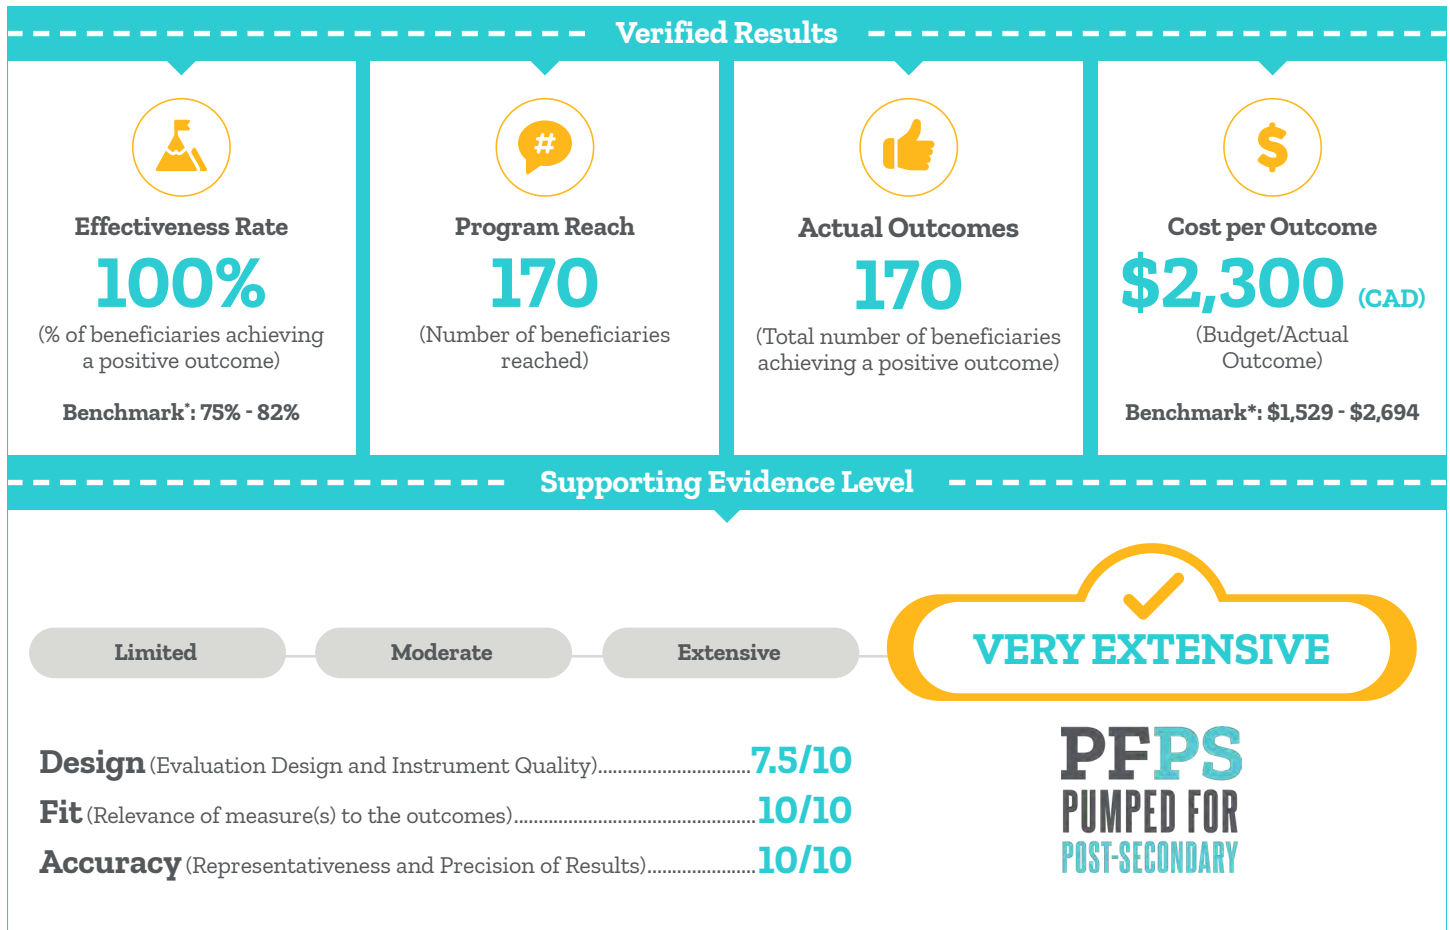 Verified Results
#
Effectiveness Rate
100%
(% of beneficiaries achieving
a positive outcome)
Benchmark*: 75% - 82%
Program Reach
170
(Number of beneficiaries
reached)
Actual Outcomes
170
(Total number of beneficiaries
achieving a positive outcome)
$
Cost per Outcome
$2,300 (CAD)
(Budget/Actual
Outcome)
Benchmark*: $1,529 - $2,694
Supporting Evidence Level
Limited
Moderate
Extensive
VERY EXTENSIVE
Design (Evaluation Design and Instrument Quality)..............................7.5/10
Fit (Relevance of measure(s) to the outcomes)..................................................10/10
Accuracy (Representativeness and Precision of Results)......................10/10
PFPS
PUMPED FOR
POST-SECONDARY